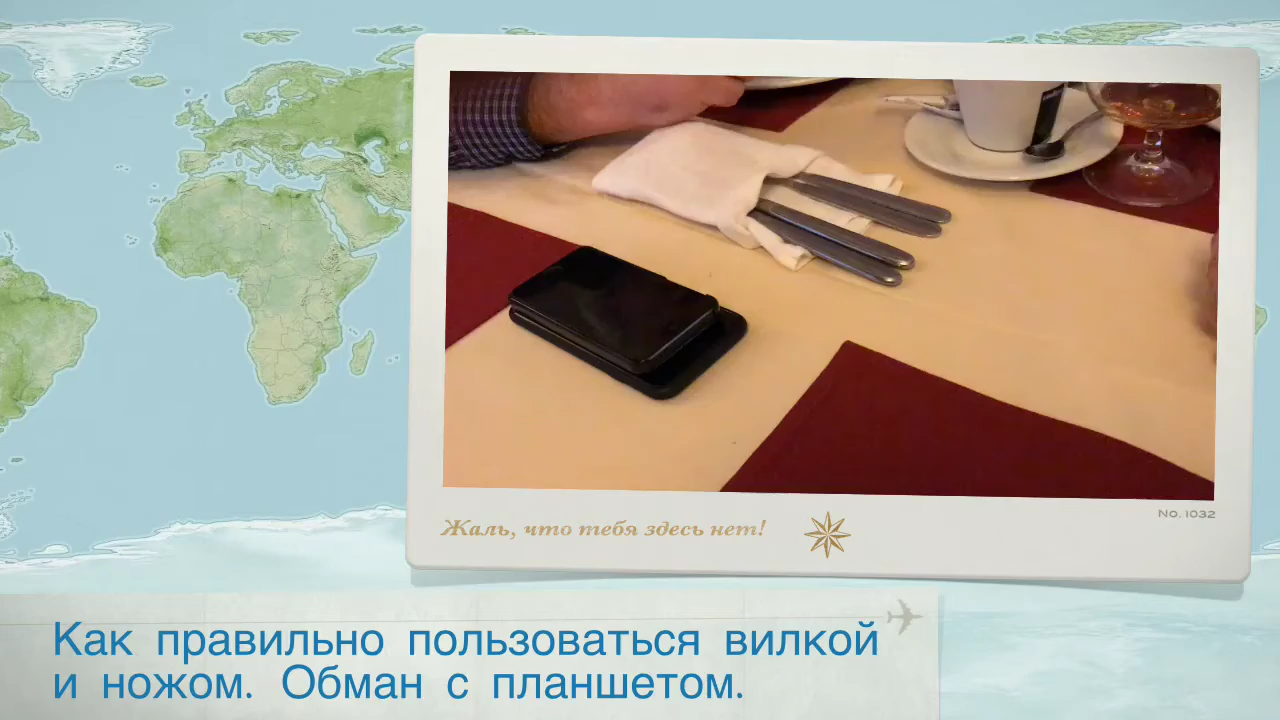 Жаль, что тебя здесь нет!
No. 1032
Как правильно пользоваться вилкой
и ножом. Обман с планшетом.